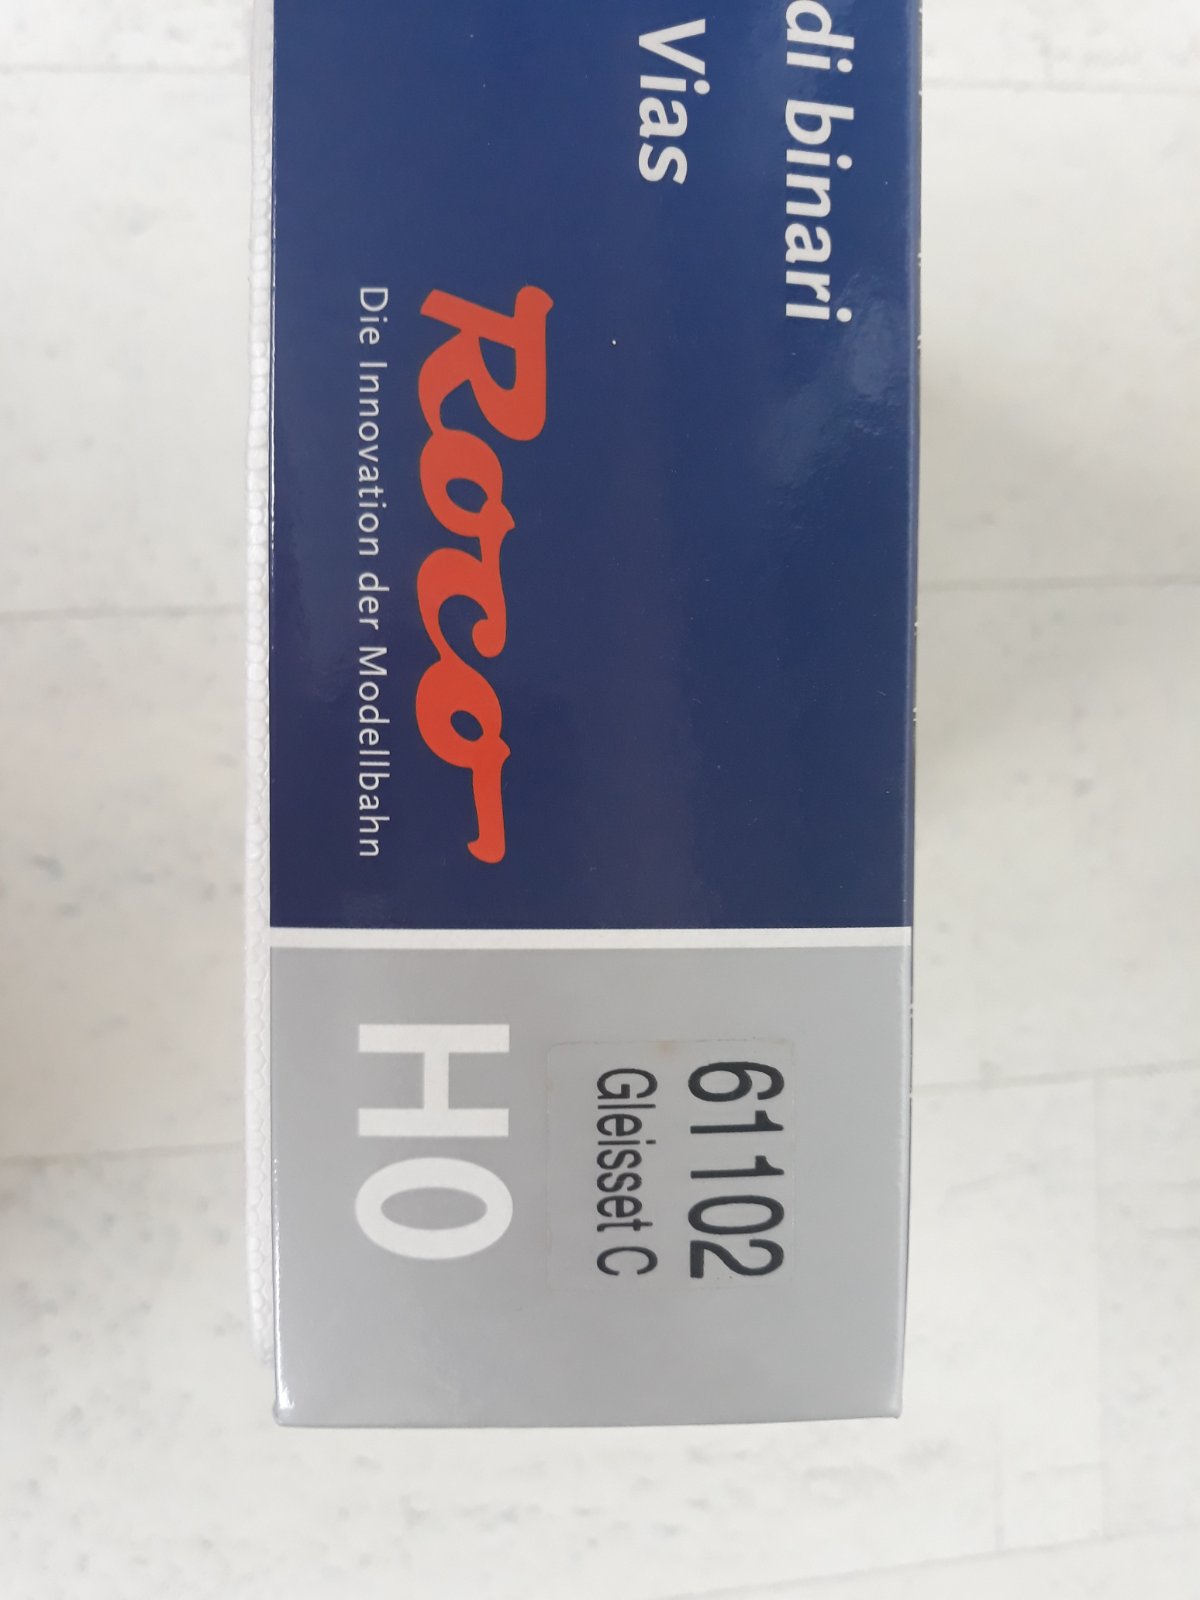 di binari
Vias
Roco
Die Innovation der Modellbahn
61102
Gleisset C
H0